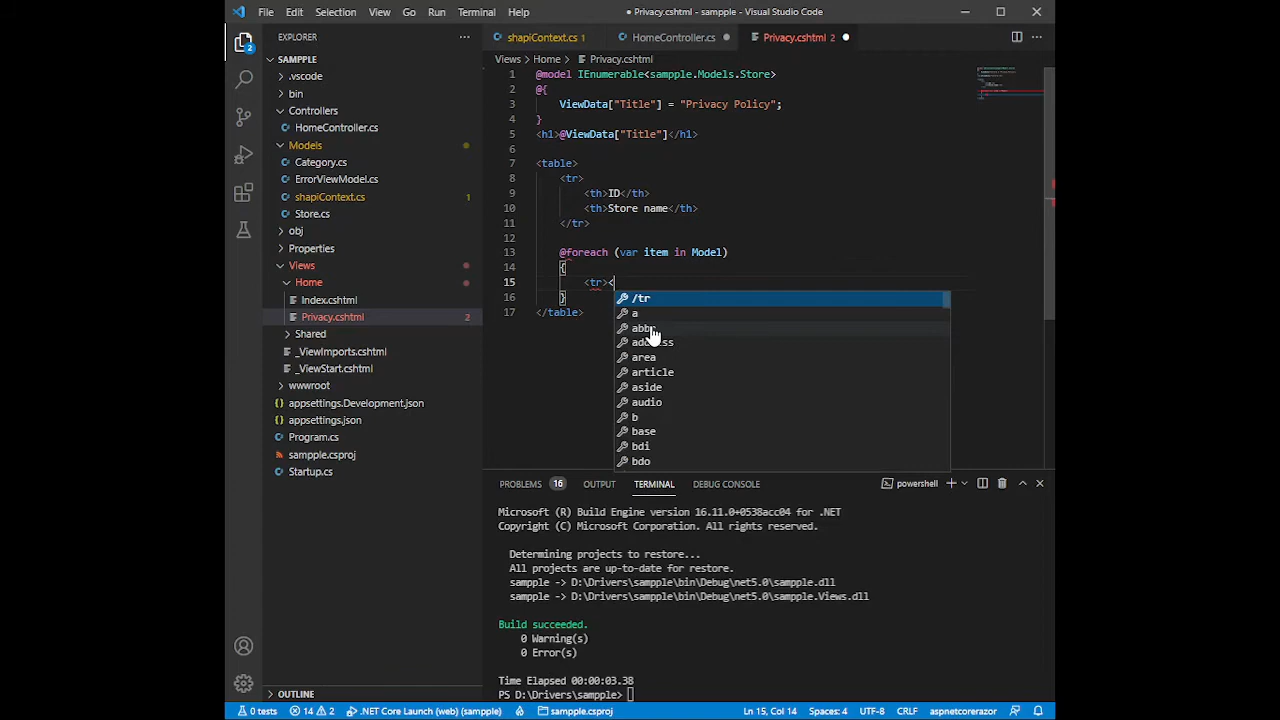 File Edit Selection View Go Run Terminal Help
● Privacy.cshtml - sampple - Visual Studio Code
EXPLORER
SAMPPLE
.vscode
bin
Controllers
HomeController.cs
Models
Category.cs
ErrorViewModel.cs
shapiContext.cs 1
Store.cs
obj
Properties
Views
Home
Index.cshtml
Privacy.cshtml 2
Shared
_ViewImports.cshtml
_ViewStart.cshtml
wwwroot
appsettings.Development.json
appsettings.json
Program.cs
sampple.csproj
Startup.cs
OUTLINE
2
shapiContext.cs 1 HomeController.cs Privacy.cshtml 2
Views > Home > Privacy.cshtml
1 @model IEnumerable<sampple.Models.Store>
2 @{
3 ViewData["Title"] = "Privacy Policy";
4 }
5 <h1>@ViewData["Title"]</h1>
6
7 <table>
8 <tr>
9 <th>ID</th>
10 <th>Store name</th>
11 </tr>
12
13 @foreach (var item in Model)
14 {
15 <tr><
16 }
17 </table>
/tr
a
address
area
article
aside
audio
b
base
bdi
bdo
PROBLEMS 16 OUTPUT TERMINAL DEBUG CONSOLE powershell
Microsoft (R) Build Engine version 16.11.0+0538acc04 for .NET
Copyright (C) Microsoft Corporation. All rights reserved.
Determining projects to restore...
All projects are up-to-date for restore.
sampple -> D:\Drivers\sampple\bin\Debug\net5.0\sampple.dll
sampple -> D:\Drivers\sampple\bin\Debug\net5.0\sampple.Views.dll
Build succeeded.
0 Warning(s)
0 Error(s)
Time Elapsed 00:00:03.38
PS D:\Drivers\sampple>
0 tests 14 2 .NET Core Launch (web) (sampple) sampple.csproj Ln 15, Col 14 UTF-8 CRLF aspnetcorerazor